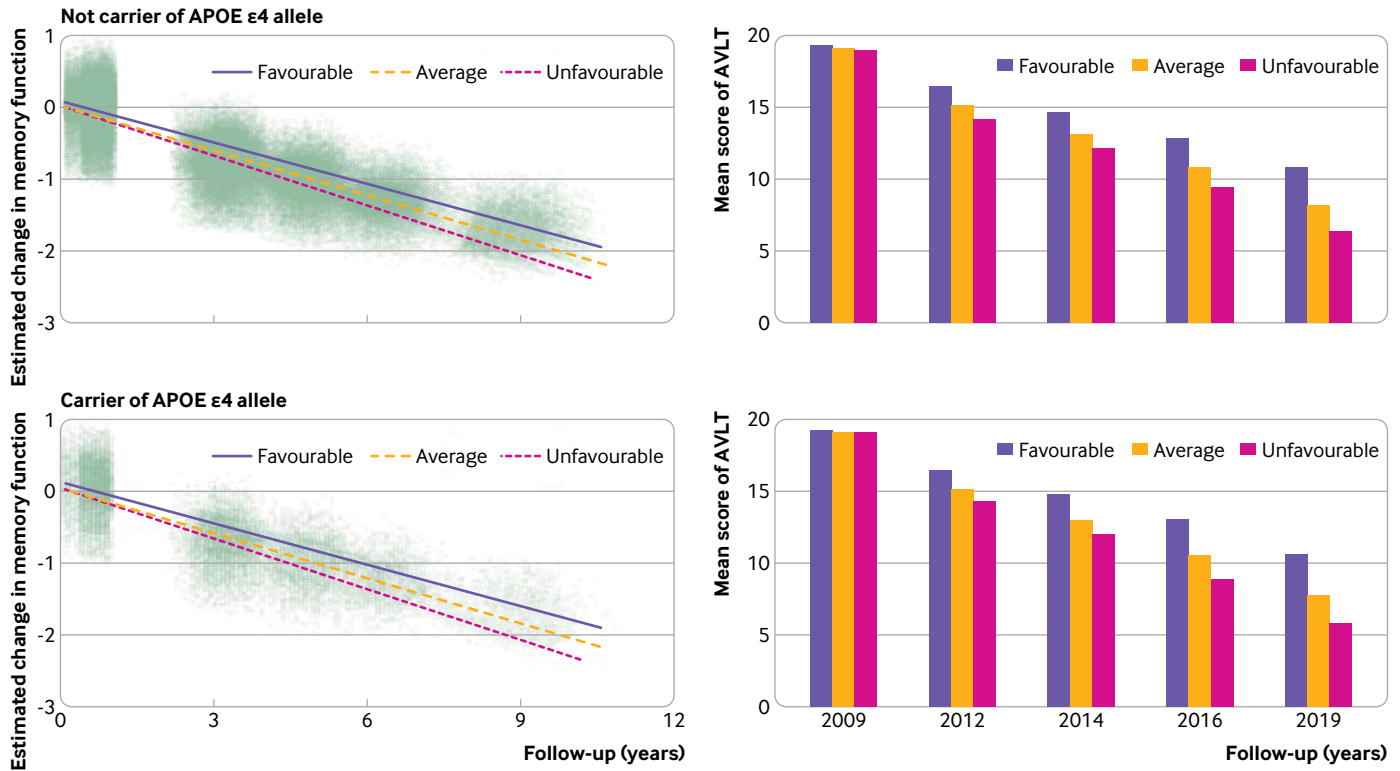 Not carrier of APOE ε4 allele
Estimated change in memory function
1
0
-1
-2
-3
Favourable Average Unfavourable
Mean score of AVLT
20
15
10
5
0
Favourable Average Unfavourable
Carrier of APOE ε4 allele
Estimated change in memory function
1
0
-1
-2
-3
Favourable Average Unfavourable
0 3 6 9 12
Follow-up (years)
Mean score of AVLT
20
15
10
5
0
Favourable Average Unfavourable
2009 2012 2014 2016 2019
Follow-up (years)